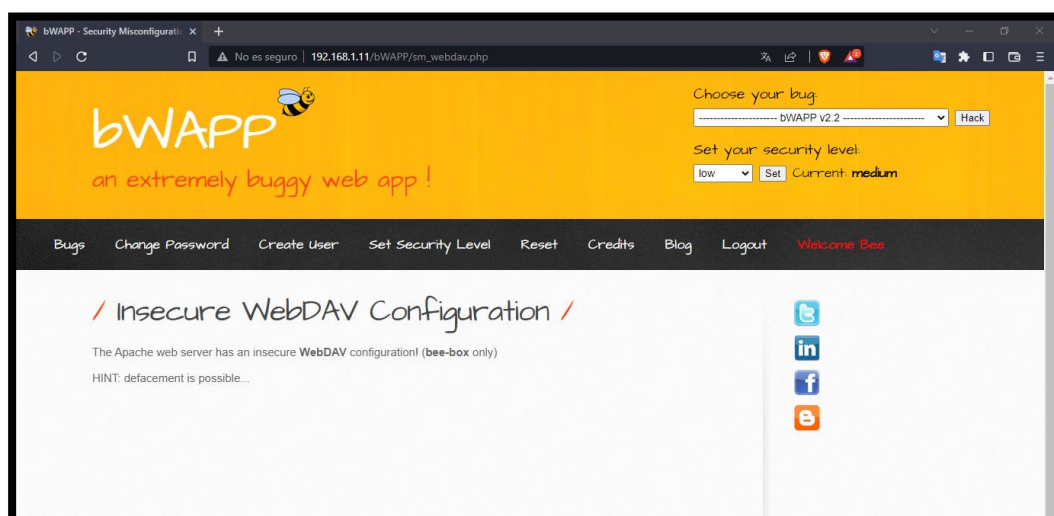 bWAPP - Security Misconfiguratic
No es seguro 192.168.1.11/bWAPP/sm_webdav.php
bWAPP
an extremely buggy web app !
Choose your bug:
---------------------- bWAPP v2.2 ----------------------- Hack
Set your security level:
low Set Current: medium
Bugs Change Password Create User Set Security Level Reset Credits Blog Logout Welcome Bee
/ Insecure WebDAV Configuration /
The Apache web server has an insecure WebDAV configuration! (bee-box only)
HINT: defacement is possible...